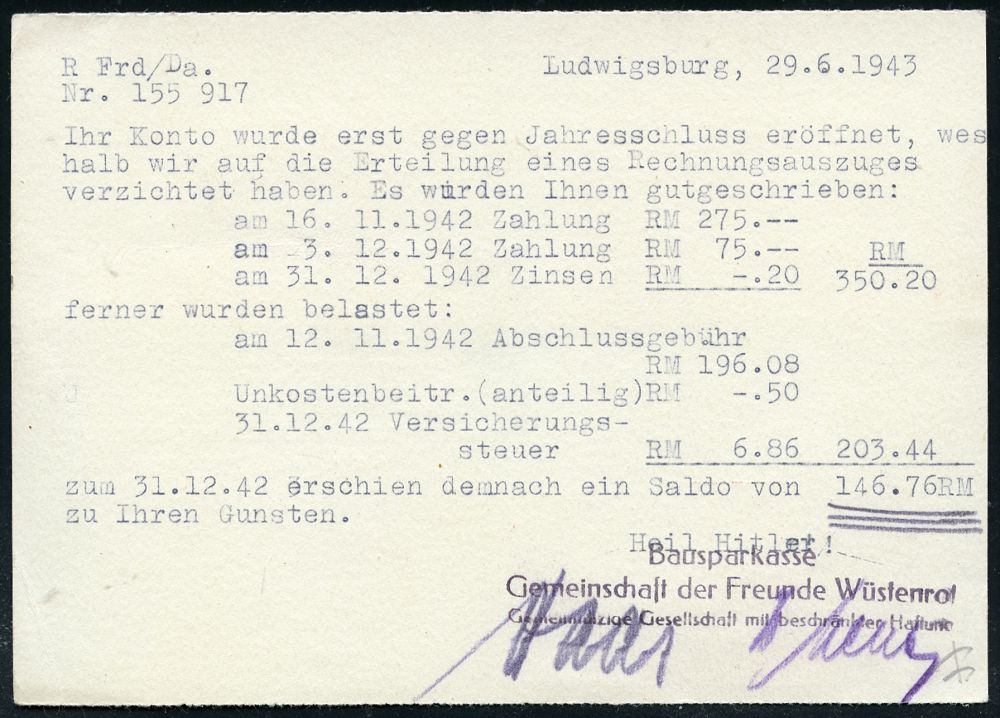 R Frd/Da.
Ludwigsburg, 29.6.1943
Nr. 155 917
Ihr Konto wurde erst gegen Jahresschluss eröffnet, wes
halb wir auf die Erteilung eines Rechnungsauszuges
verzichtet haben. Es wurden Ihnen gutgeschrieben:
am 16. 11.1942 Zahlung RM 275.--
am 3. 12.1942 Zahlung RM 75.-- RM
am 31. 12. 1942 Zinsen RM -.20 350.20
ferner wurden belastet:
am 12. 11.1942 Abschlussgebühr
RM 196.08
Unkostenbeitr.(anteilig)RM -.50
31.12.42 Versicherungs-
steuer RM 6.86 203.44
zum 31.12.42 erschien demnach ein Saldo von 146.76RM
zu Ihren Gunsten.
Heil Hitler!
Bausparkasse
Gemeinschaft der Freunde Wüstenrot
Gemeinnützige Gesellschaft mit beschränkter Haftung